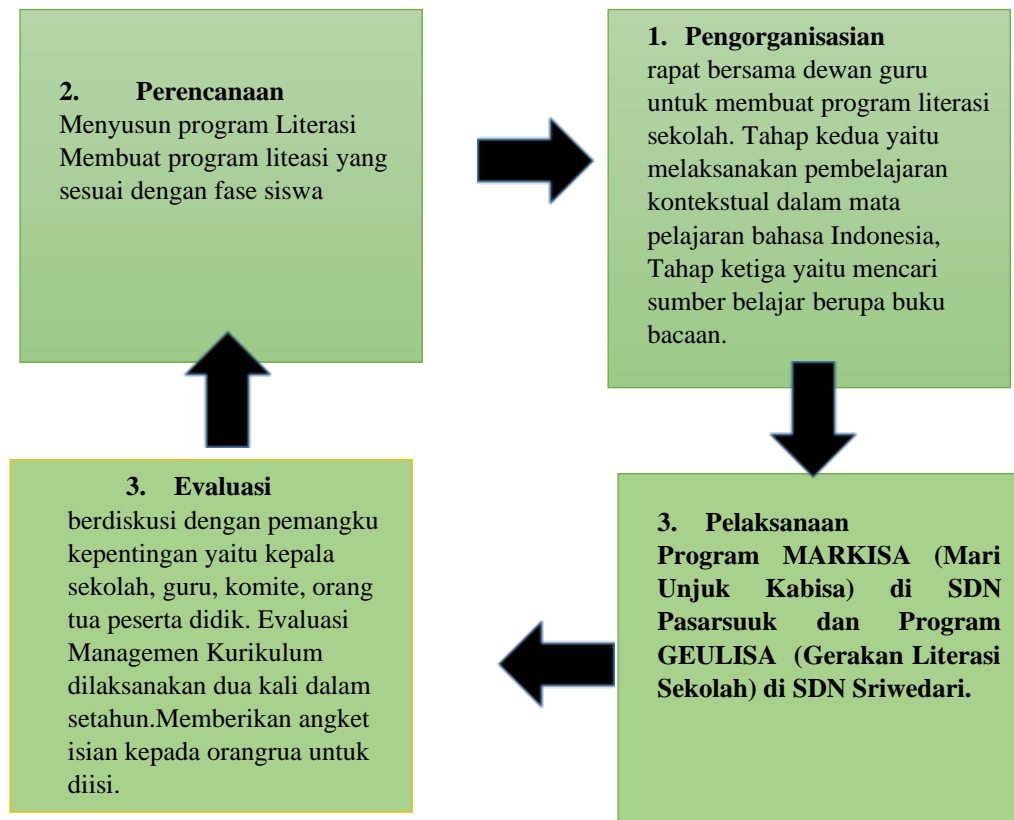 2. Perencanaan
Menyusun program Literasi
Membuat program liteasi yang
sesuai dengan fase siswa
1. Pengorganisasian
rapat bersama dewan guru
untuk membuat program literasi
sekolah. Tahap kedua yaitu
melaksanakan pembelajaran
kontekstual dalam mata
pelajaran bahasa Indonesia,
Tahap ketiga yaitu mencari
sumber belajar berupa buku
bacaan.
3. Evaluasi
berdiskusi dengan pemangku
kepentingan yaitu kepala
sekolah, guru, komite, orang
tua peserta didik. Evaluasi
Managemen Kurikulum
dilaksanakan dua kali dalam
setahun.Memberikan angket
isian kepada orangrua untuk
diisi.
3. Pelaksanaan
Program MARKISA (Mari
Unjuk Kabisa) di SDN
Pasarsuuk dan Program
GEULISA (Gerakan Literasi
Sekolah) di SDN Sriwedari.